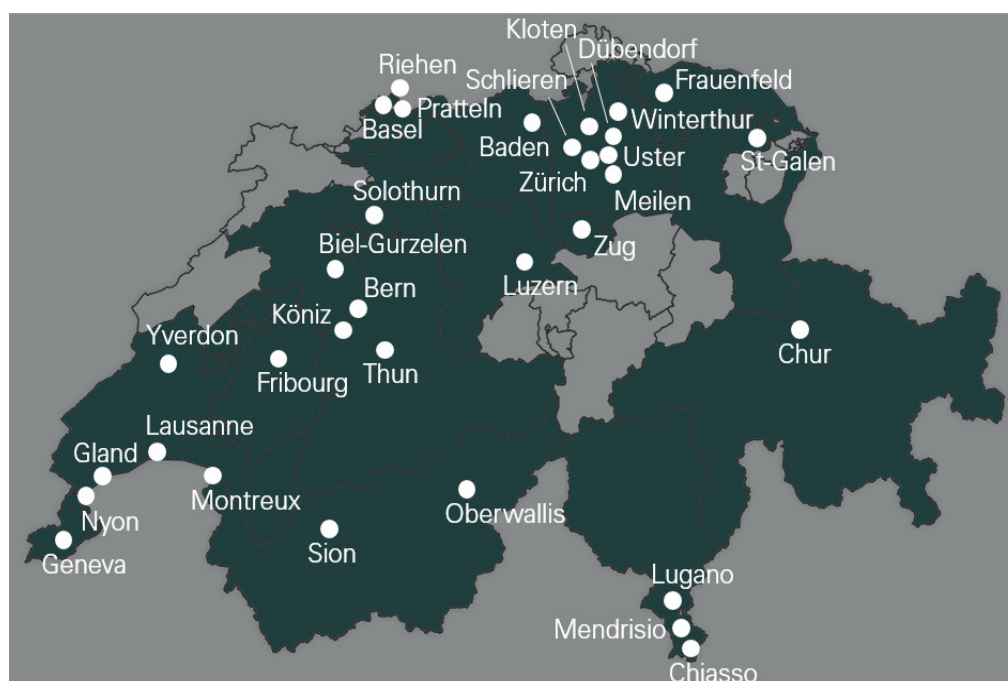 Kloten
Dübendorf
Riehen
Schlieren
Frauenfeld
Pratteln
Basel
Winterthur
Baden
St-Galen
Uster
Zürich
Meilen
Solothurn
Zug
Biel-Gurzelen
Luzern
Bern
Köniz
Yverdon
Chur
Thun
Fribourg
Lausanne
Gland
Montreux
Oberwallis
Nyon
Sion
Geneva
Lugano
Mendrisio
Chiasso